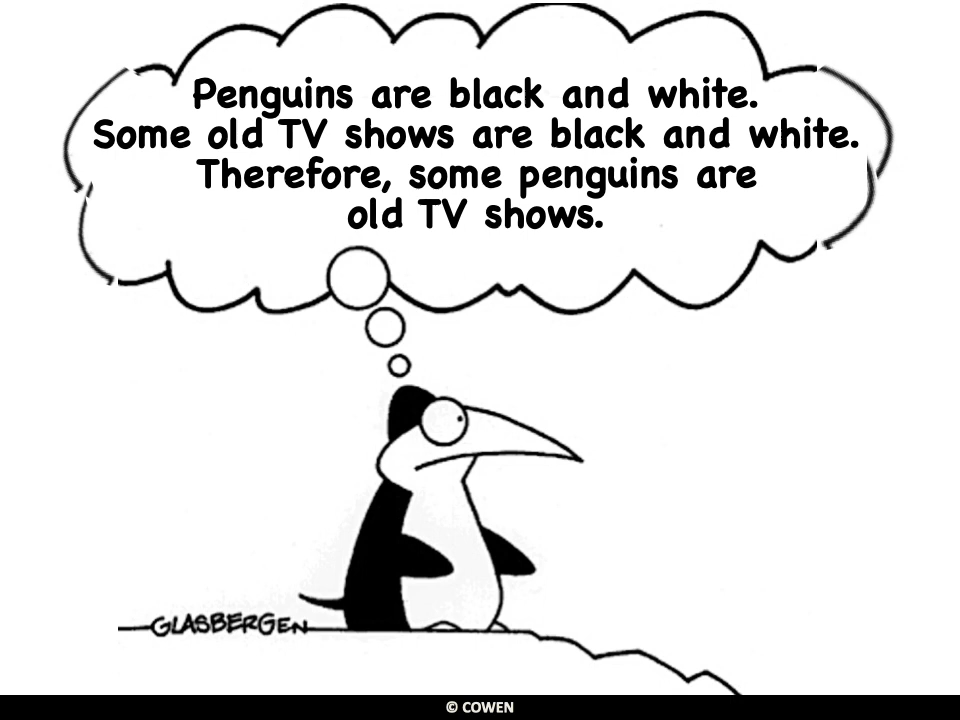 Penguins are black and white.
Some old TV shows are black and white.
Therefore, some penguins are
old TV shows.
GLASBERGEN
© COWEN